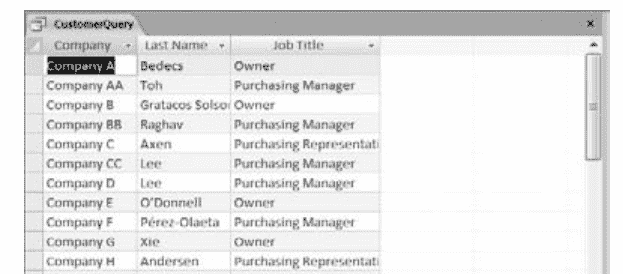 CustomerQuery
Company Last Name Job Title
Company A Bedecs Owner
Company AA Toh Purchasing Manager
Company B Gratacos Solsoi Owner
Company BB Raghav Purchasing Manager
Company C Axen Purchasing Representati
Company CC Lee Purchasing Manager
Company D Lee Purchasing Manager
Company E O'Donnell Owner
Company F Pérez-Olaeta Purchasing Manager
Company G Xie Owner
Company H Andersen Purchasing Representati